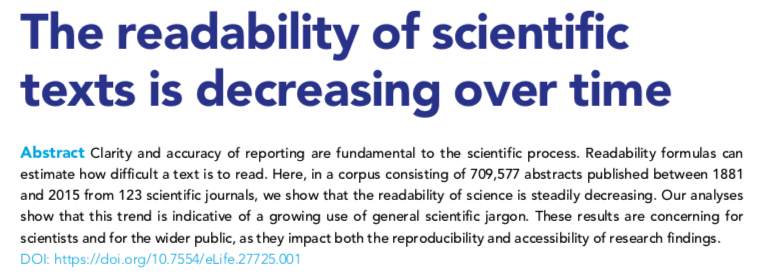 The readability of scientific
texts is decreasing over time
Abstract Clarity and accuracy of reporting are fundamental to the scientific process. Readability formulas can
estimate how difficult a text is to read. Here, in a corpus consisting of 709,577 abstracts published between 1881
and 2015 from 123 scientific journals, we show that the readability of science is steadily decreasing. Our analyses
show that this trend is indicative of a growing use of general scientific jargon. These results are concerning for
scientists and for the wider public, as they impact both the reproducibility and accessibility of research findings.
DOI: https://doi.org/10.7554/eLife.27725.001